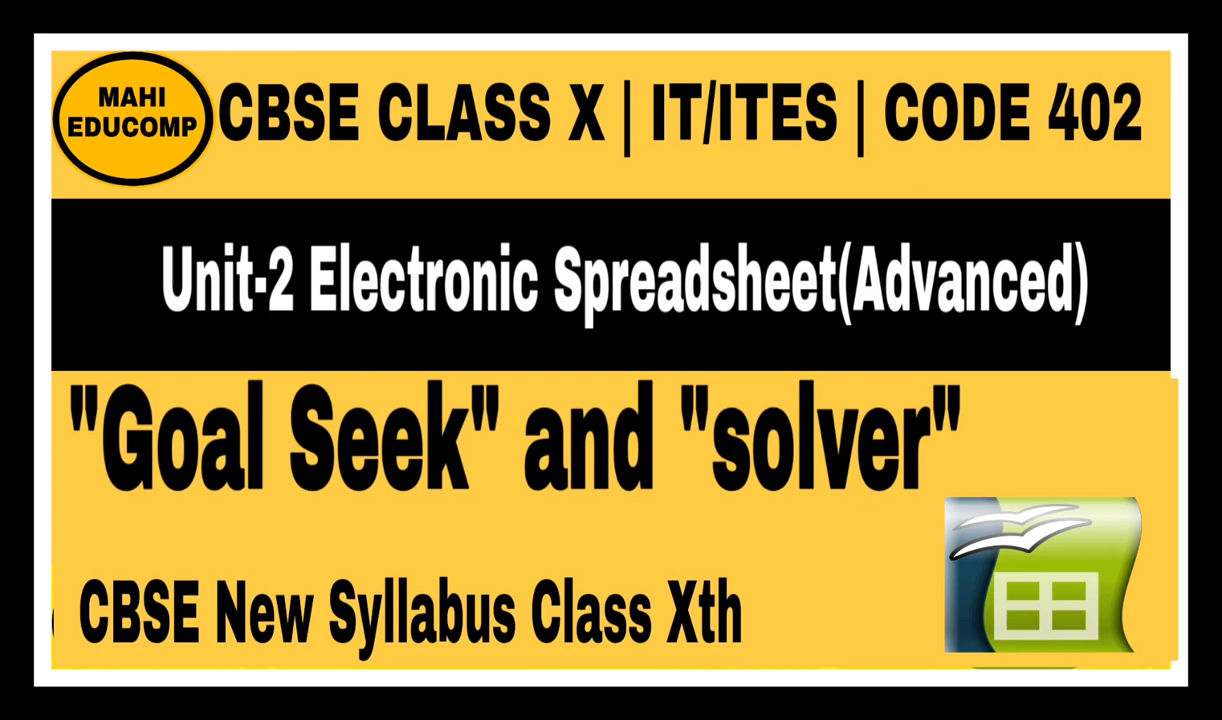 MAHI
EDUCOMP
CBSE CLASS X | IT/ITES | CODE 402
Unit-2 Electronic Spreadsheet(Advanced)
"Goal Seek" and "solver"
CBSE New Syllabus Class Xth